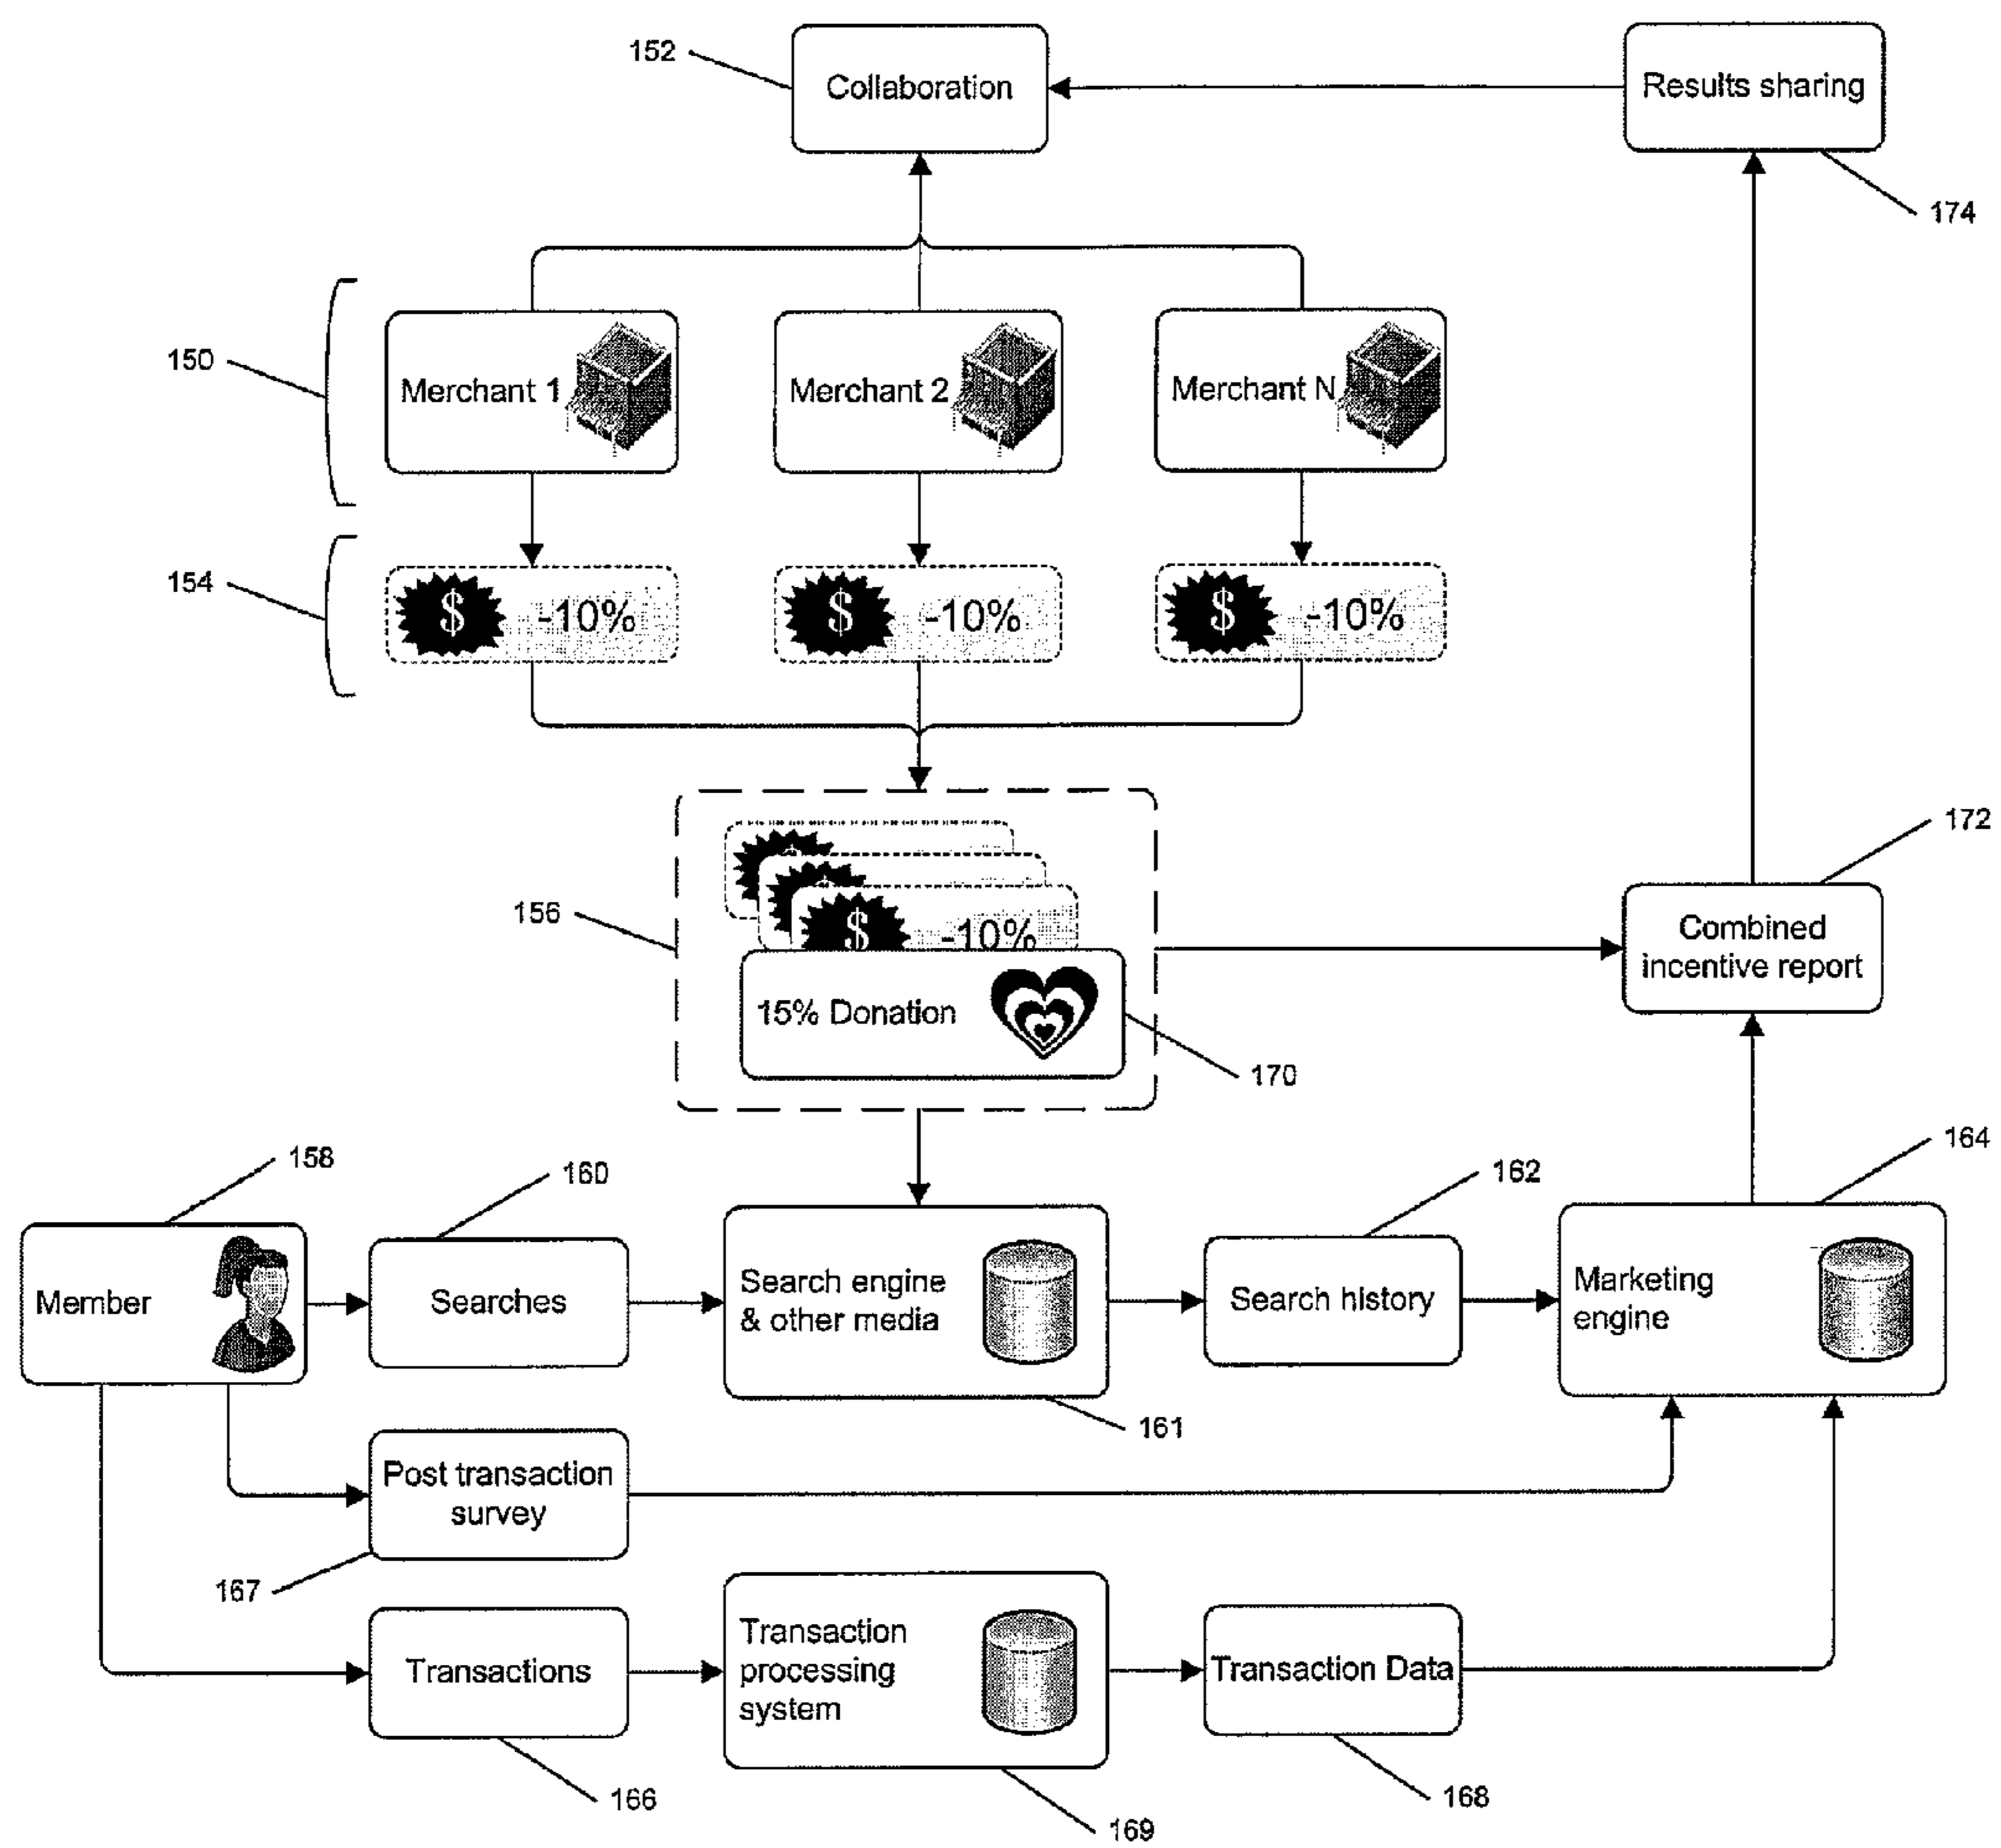 152
Collaboration
Results sharing
174
150
Merchant 1
Merchant 2
Merchant N
154
$ -10%
$ -10%
$ -10%
156
$ -10%
15% Donation
170
172
Combined
incentive report
158
160
162
164
Member
Searches
Search engine
& other media
Search history
Marketing
engine
161
Post transaction
survey
167
Transactions
Transaction
processing
system
Transaction Data
166
169
168